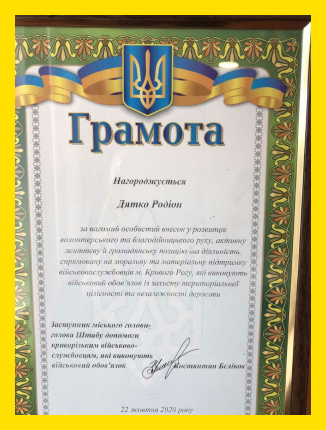 Грамота
Нагороджується
Дятко Родіон
за вагомий особистий внесок у розвиток
волонтерського та благодійницького руху, активну
життєву й громадянську позицію на діяльність,
спрямовану на моральну та матеріальну підтримку
військовослужбовців м. Кривого Рогу, які виконують
військовий обов'язок із захисту територіальної
цілісності та незалежності держави
Заступник міського голови-
голова Штабу допомоги
криворізьким військово-
службовцям, які виконують
військовий обов'язок Костянтин Бєліков
22 жовтня 2020 року